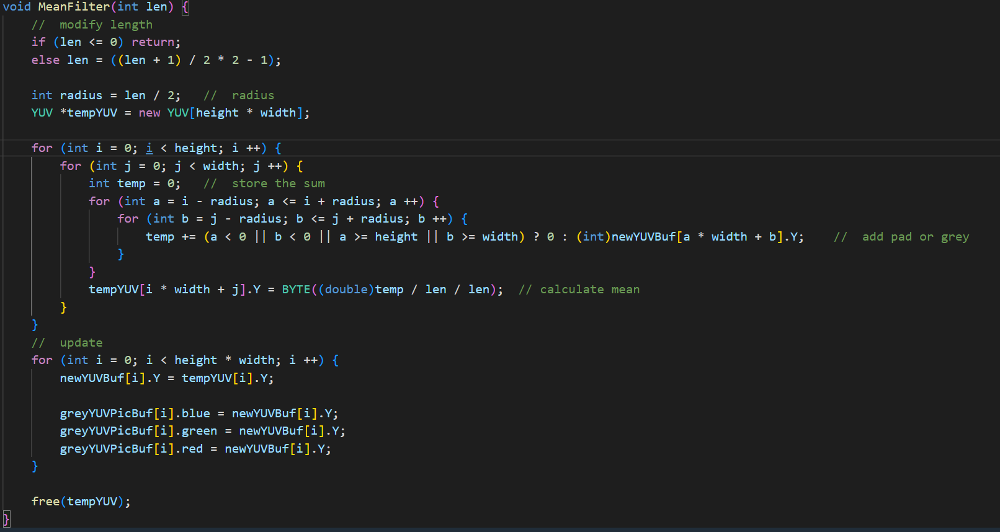 void MeanFilter(int len) {
    //  modify length
    if (len <= 0) return;
    else len = ((len + 1) / 2 * 2 - 1);

    int radius = len / 2;   //  radius
    YUV *tempYUV = new YUV[height * width];

    for (int i = 0; i < height; i ++) {
        for (int j = 0; j < width; j ++) {
            int temp = 0;   //  store the sum
            for (int a = i - radius; a <= i + radius; a ++) {
                for (int b = j - radius; b <= j + radius; b ++) {
                    temp += (a < 0 || b < 0 || a >= height || b >= width) ? 0 : (int)newYUVBuf[a * width + b].Y;    //  add pad or grey
                }
            }
            tempYUV[i * width + j].Y = BYTE((double)temp / len / len);  // calculate mean
        }
    }
    //  update
    for (int i = 0; i < height * width; i ++) {
        newYUVBuf[i].Y = tempYUV[i].Y;

        greyYUVPicBuf[i].blue = newYUVBuf[i].Y;
        greyYUVPicBuf[i].green = newYUVBuf[i].Y;
        greyYUVPicBuf[i].red = newYUVBuf[i].Y;
    }

    free(tempYUV);
}